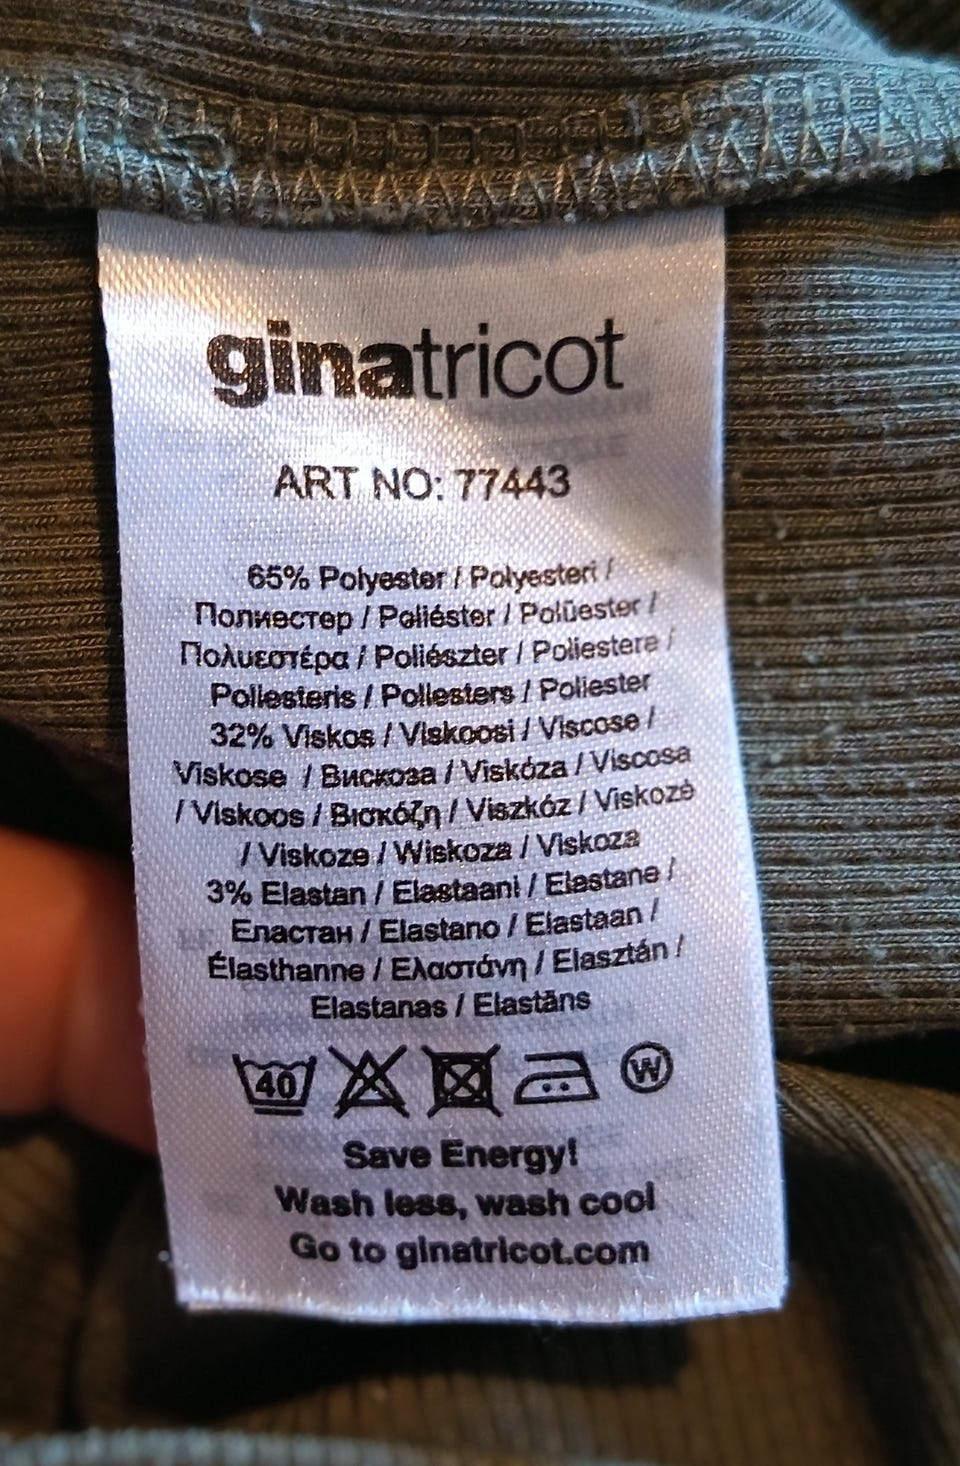 ginatricot
ART NO: 77443
65% Polyester / Polyesteri /
Полиестер / Poliéster / Polüester /
Πολυεστέρα / Poliészter / Poliestere /
Poliesteris / Poliesters / Poliester
32% Viskos / Viskoosi / Viscose /
Viskose / Вискоза / Viskóza / Viscosa
/ Viskoos / Βισκόζη / Viszkóz / Viskozė
/ Viskoze / Wiskoza / Viskoza
3% Elastan / Elastaani / Elastane /
Еластан / Elastano / Elastaan /
Élasthanne / Ελαστάνη / Elasztán /
Elastanas / Elastāns
40 W
Save Energy!
Wash less, wash cool
Go to ginatricot.com